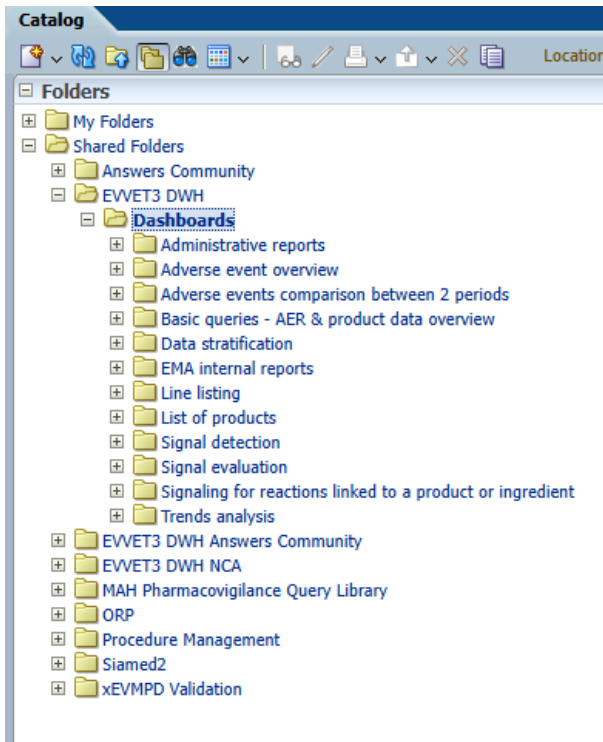 Catalog
Location
Folders
My Folders
Shared Folders
Answers Community
EVVET3 DWH
Dashboards
Administrative reports
Adverse event overview
Adverse events comparison between 2 periods
Basic queries - AER & product data overview
Data stratification
EMA internal reports
Line listing
List of products
Signal detection
Signal evaluation
Signaling for reactions linked to a product or ingredient
Trends analysis
EVVET3 DWH Answers Community
EVVET3 DWH NCA
MAH Pharmacovigilance Query Library
ORP
Procedure Management
Siamed2
xEVMPD Validation